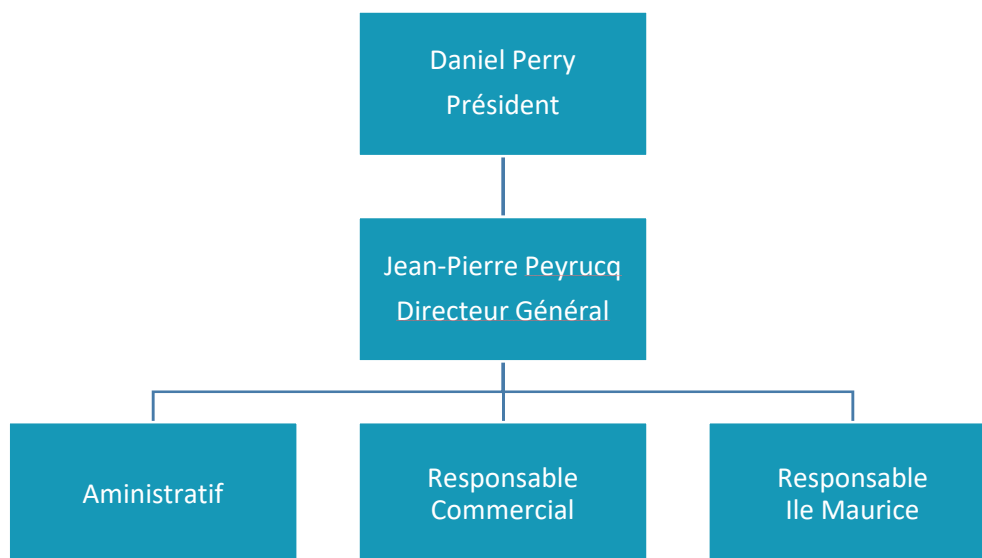 Daniel Perry
Président
Jean-Pierre Peyrucq
Directeur Général
Aministratif
Responsable
Commercial
Responsable
Ile Maurice